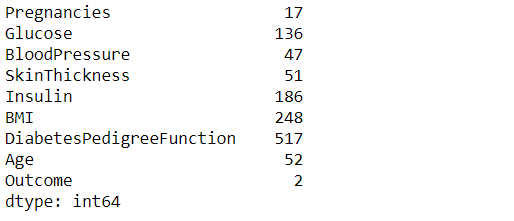 Pregnancies 17
Glucose 136
BloodPressure 47
SkinThickness 51
Insulin 186
BMI 248
DiabetesPedigreeFunction 517
Age 52
Outcome 2
dtype: int64